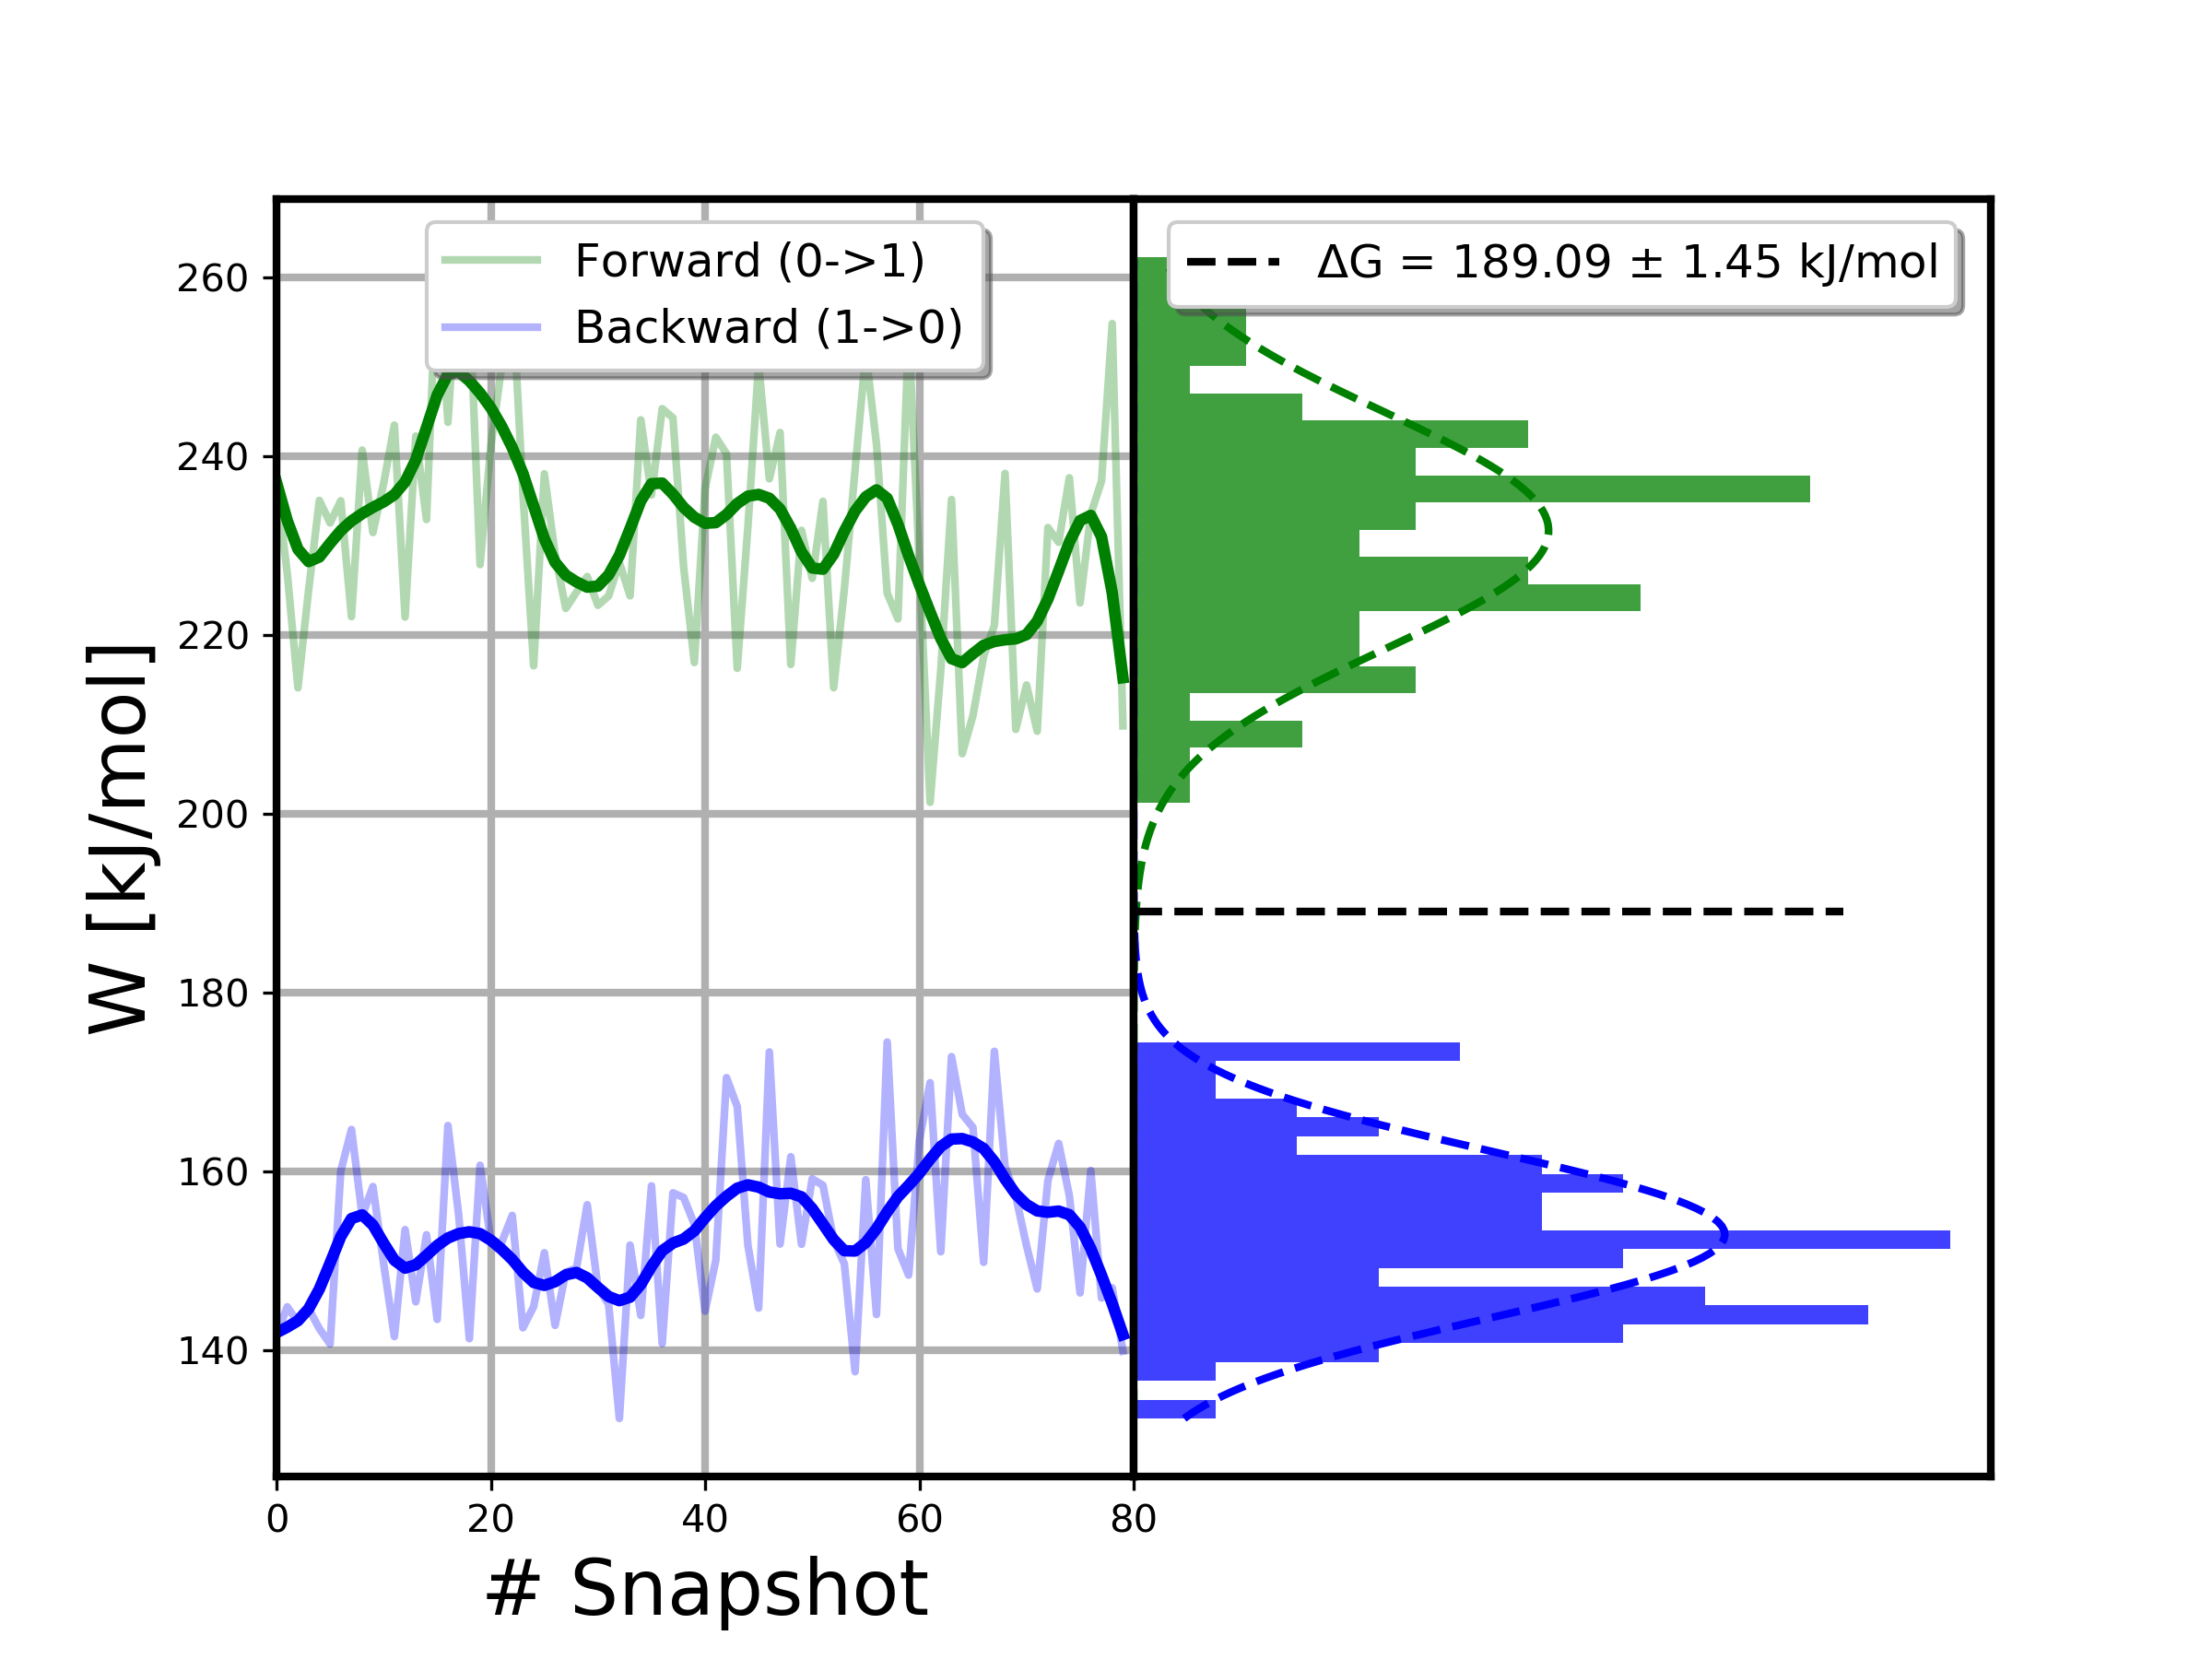 Forward (0->1)
Backward (1->0)
ΔG = 189.09 ± 1.45 kJ/mol
260
240
220
200
180
160
140
W [kJ/mol]
0 20 40 60 80
# Snapshot